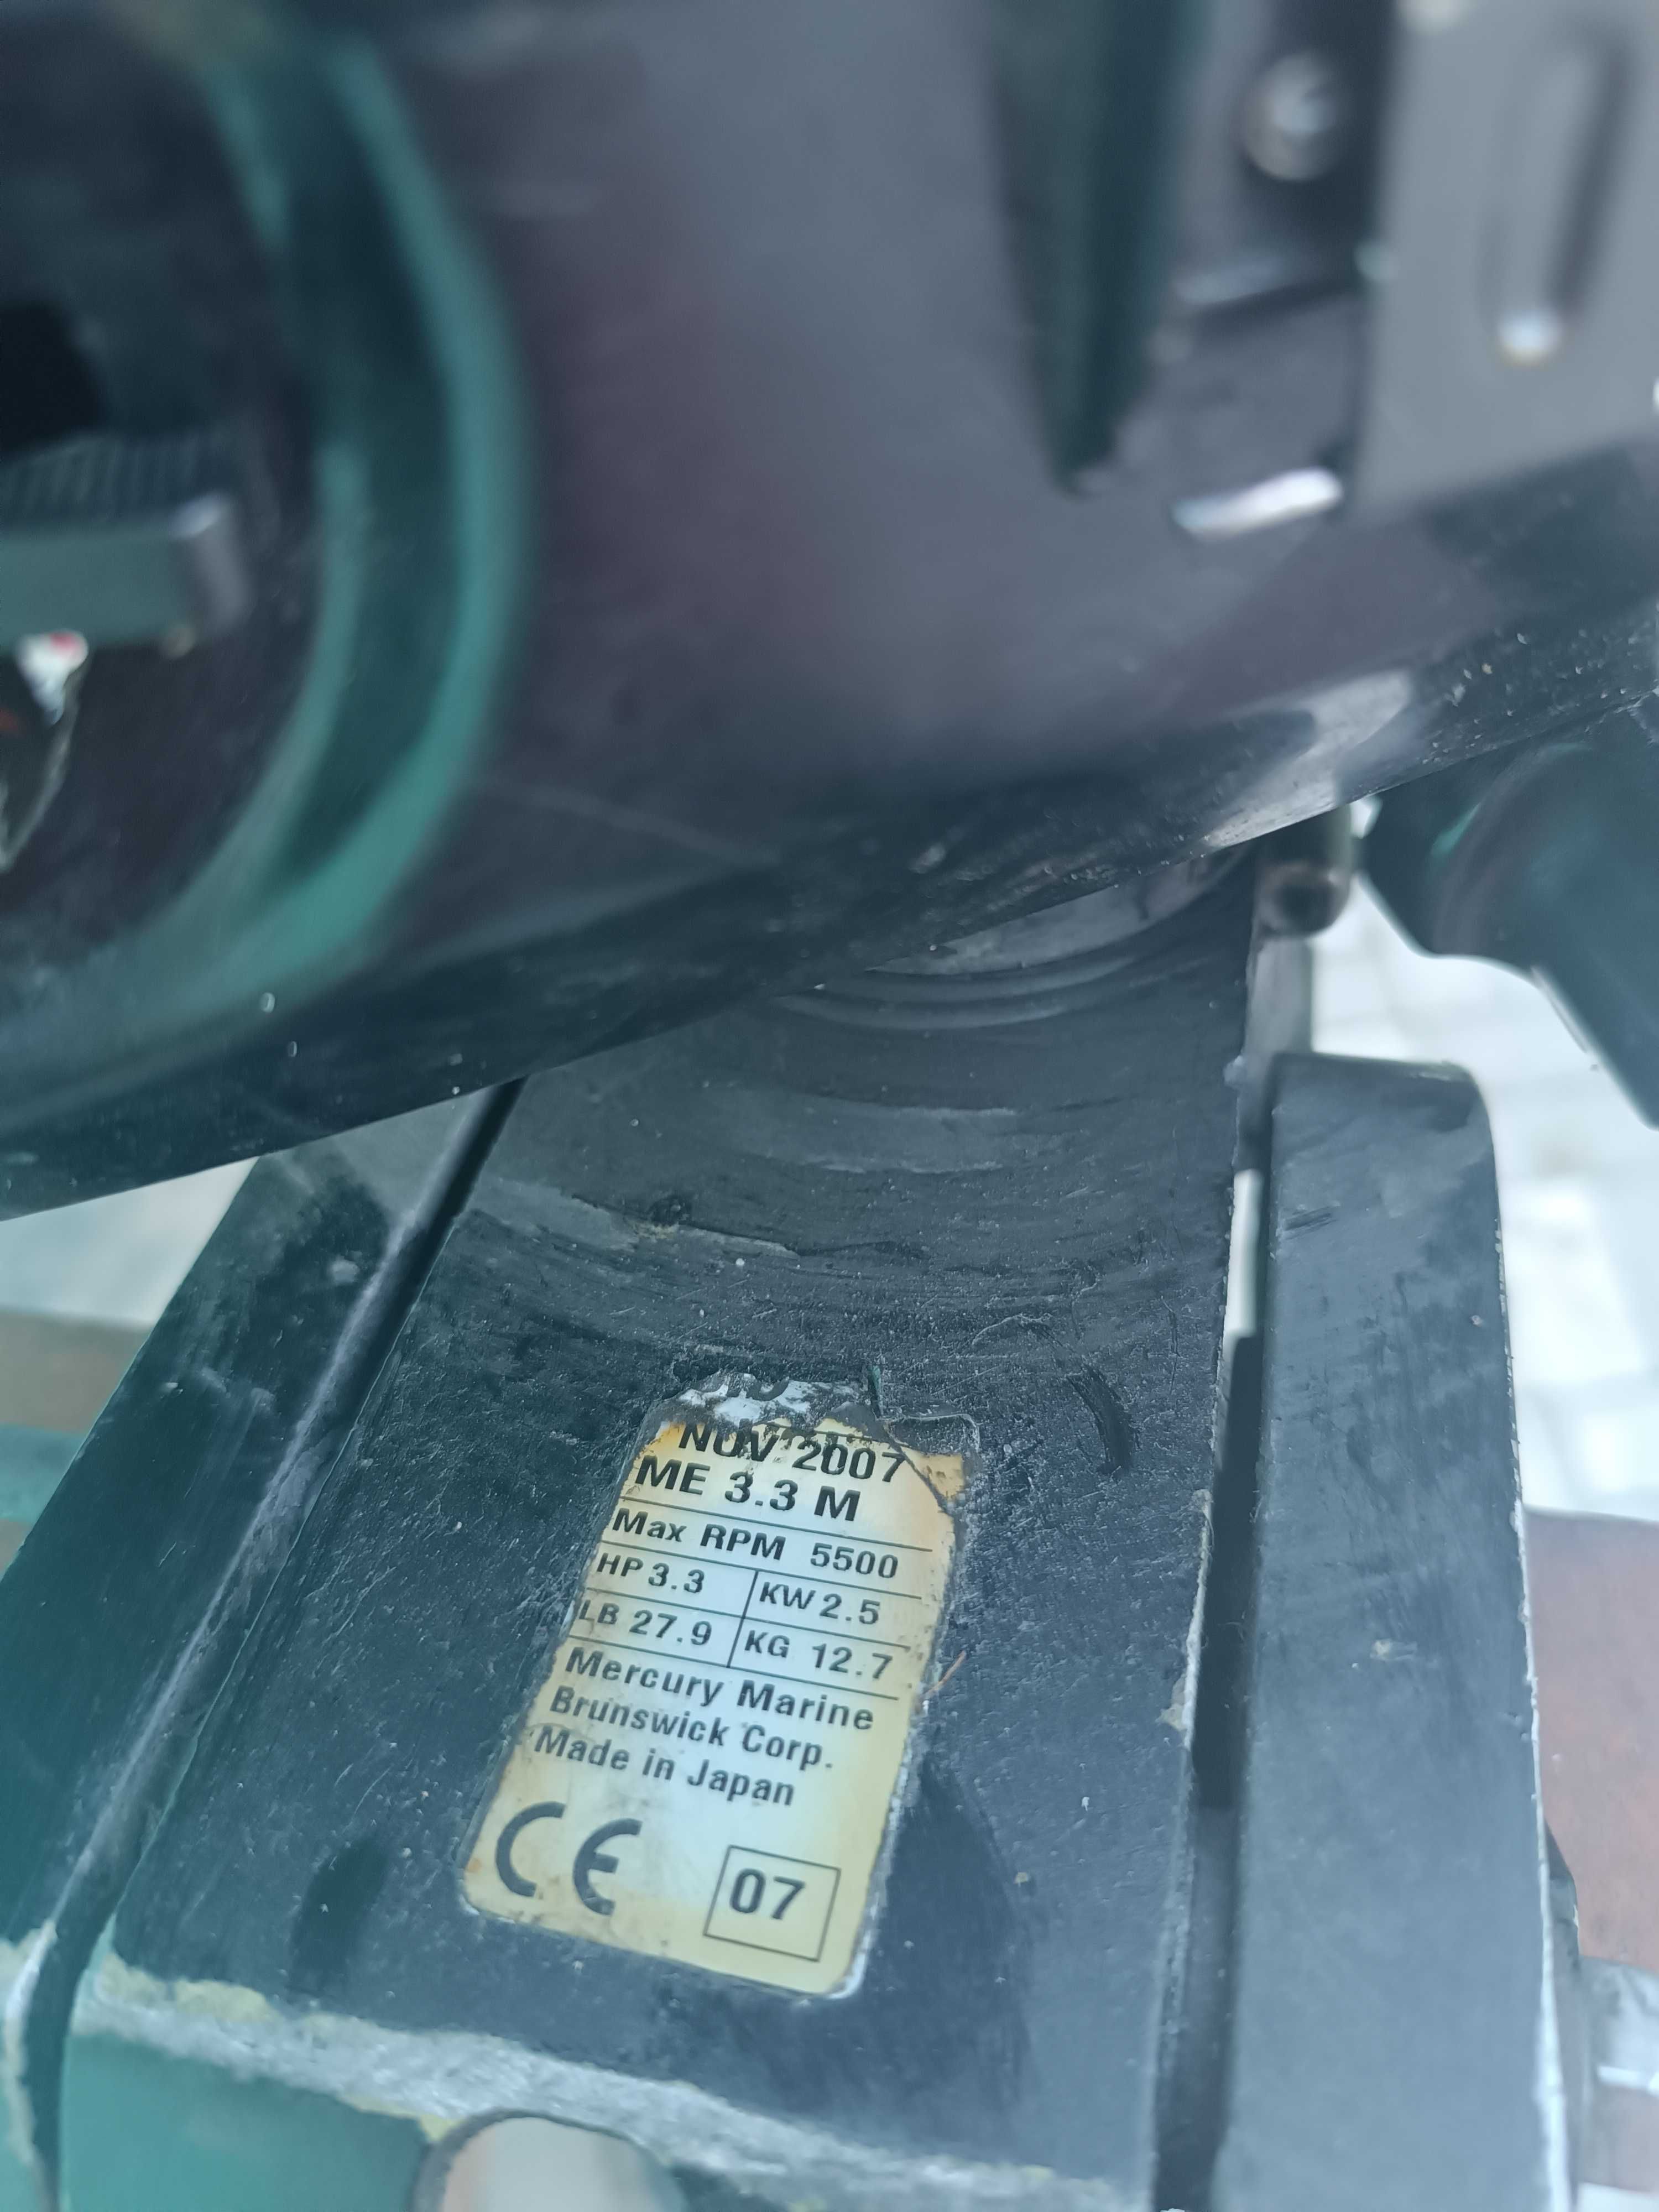 NOV 2007
ME 3.3 M
Max RPM 5500
HP 3.3 KW 2.5
LB 27.9 KG 12.7
Mercury Marine
Brunswick Corp.
Made in Japan
CE 07